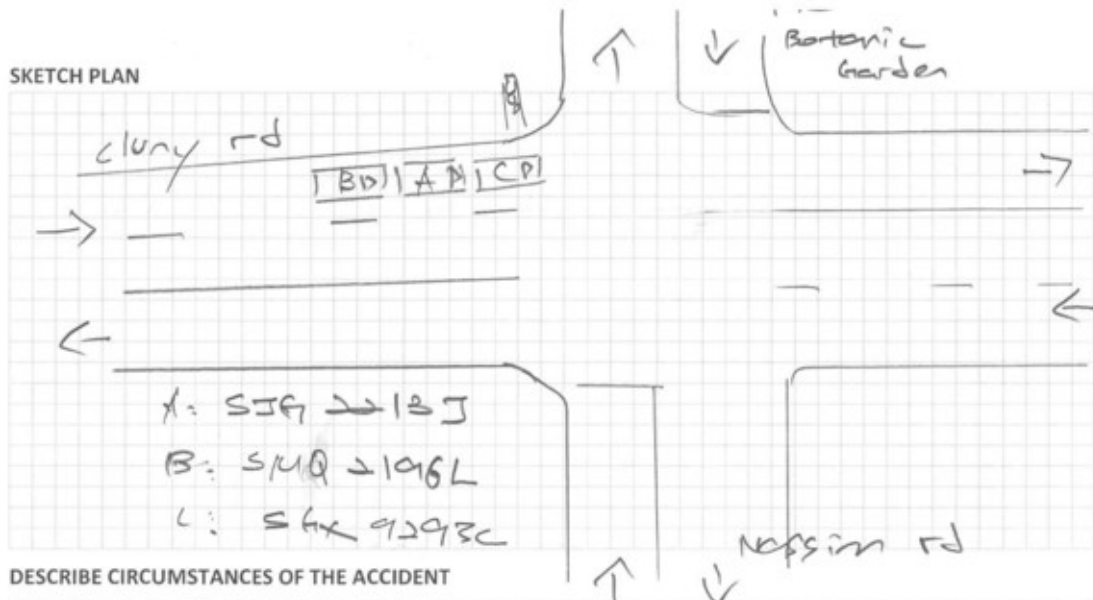 Botanic
Garden
SKETCH PLAN
cluny rd
B A C
A: SJG 2213J
B: SMQ 2196L
C: SGX 9293C
Nassim rd
DESCRIBE CIRCUMSTANCES OF THE ACCIDENT